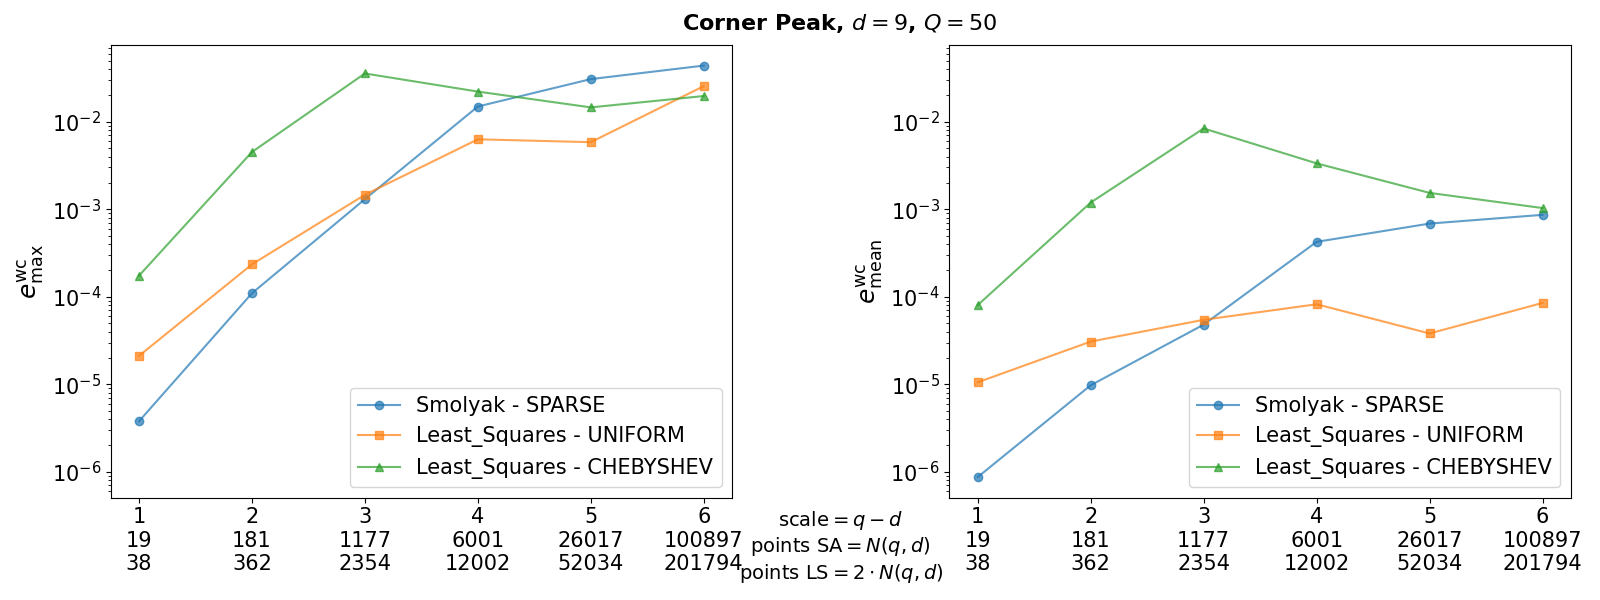 Corner Peak, d = 9, Q = 50
e^wc_max
10^-2
10^-3
10^-4
10^-5
10^-6
Smolyak - SPARSE
Least_Squares - UNIFORM
Least_Squares - CHEBYSHEV
1 2 3 4 5 6
19 181 1177 6001 26017 100897
38 362 2354 12002 52034 201794
scale = q − d
points SA = N(q, d)
points LS = 2 · N(q, d)
e^wc_mean
10^-2
10^-3
10^-4
10^-5
10^-6
Smolyak - SPARSE
Least_Squares - UNIFORM
Least_Squares - CHEBYSHEV
1 2 3 4 5 6
19 181 1177 6001 26017 100897
38 362 2354 12002 52034 201794